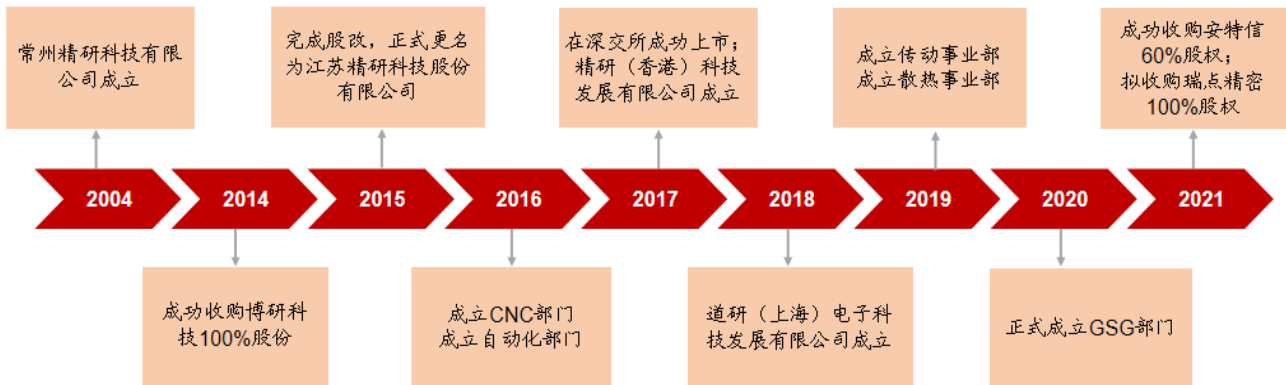 常州精研科技有限
公司成立
完成股改，正式更名
为江苏精研科技股份
有限公司
在深交所成功上市；
精研（香港）科技
发展有限公司成立
成立传动事业部
成立散热事业部
成功收购安特信
60%股权；
拟收购瑞点精密
100%股权
2004
2014
2015
2016
2017
2018
2019
2020
2021
成功收购博研科
技100%股份
成立CNC部门
成立自动化部门
道研（上海）电子科
技发展有限公司成立
正式成立GSG部门